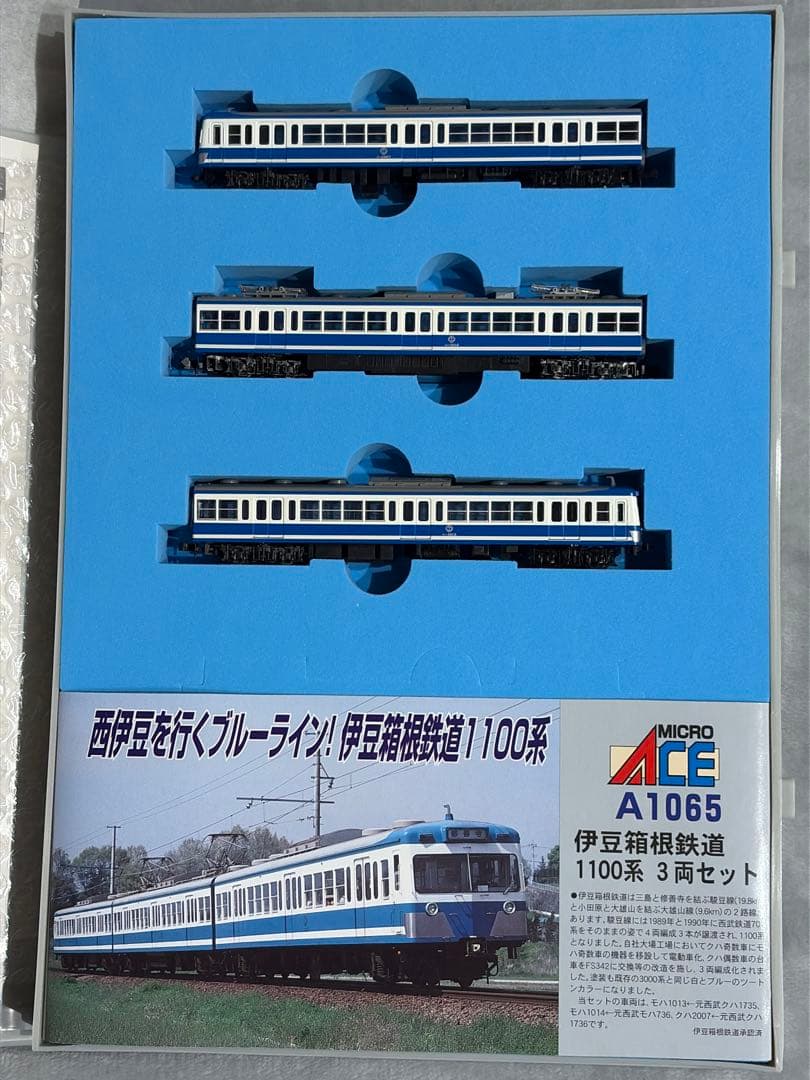 西伊豆を行くブルーライン!伊豆箱根鉄道1100系
MICRO
ACE
A1065
伊豆箱根鉄道
1100系 3両セット
●伊豆箱根鉄道は三島と修善寺を結ぶ駿豆線(19.8k
と小田原と大雄山を結ぶ大雄山線(9.6km)の2路線
あります。駿豆線には1989年と1990年に西武鉄道70
系をそのままの姿で4両編成3本が譲渡され、1100系
となりました。自社大場工場においてクハ奇数車にモ
ハ奇数車の機器を移設して電動車化、クハ偶数車の台
車をFS342に交換等の改造を施し、3両編成化されま
した。塗装も既存の3000系と同じ白とブルーのツート
ンカラーになりました。
当セットの車両は、モハ1013←元西武クハ1735、
モハ1014←元西武モハ736、クハ2007←元西武クハ
1736です。
伊豆箱根鉄道承認済